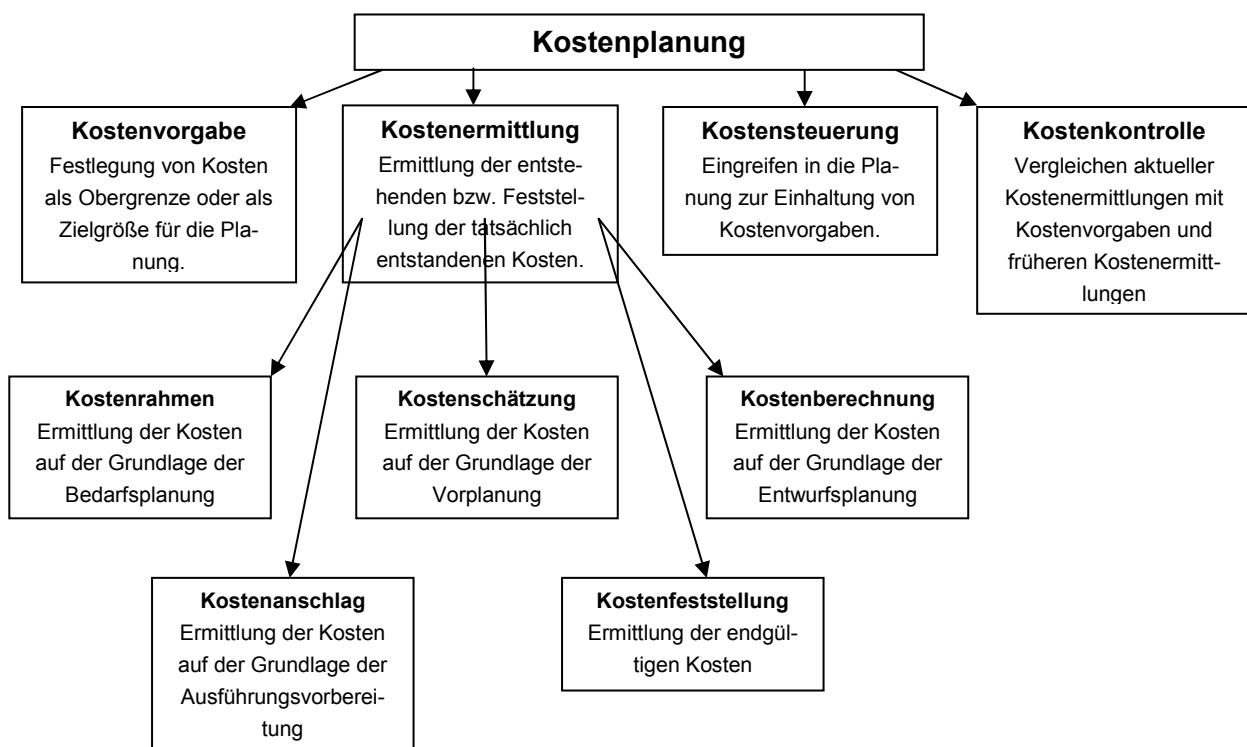 Kostenplanung
Kostenvorgabe
Festlegung von Kosten
als Obergrenze oder als
Zielgröße für die Pla-
nung.
Kostenermittlung
Ermittlung der entste-
henden bzw. Feststel-
lung der tatsächlich
entstandenen Kosten.
Kostensteuerung
Eingreifen in die Pla-
nung zur Einhaltung von
Kostenvorgaben.
Kostenkontrolle
Vergleichen aktueller
Kostenermittlungen mit
Kostenvorgaben und
früheren Kostenermitt-
lungen
Kostenrahmen
Ermittlung der Kosten
auf der Grundlage der
Bedarfsplanung
Kostenschätzung
Ermittlung der Kosten
auf der Grundlage der
Vorplanung
Kostenberechnung
Ermittlung der Kosten
auf der Grundlage der
Entwurfsplanung
Kostenanschlag
Ermittlung der Kosten
auf der Grundlage der
Ausführungsvorberei-
tung
Kostenfeststellung
Ermittlung der endgül-
tigen Kosten